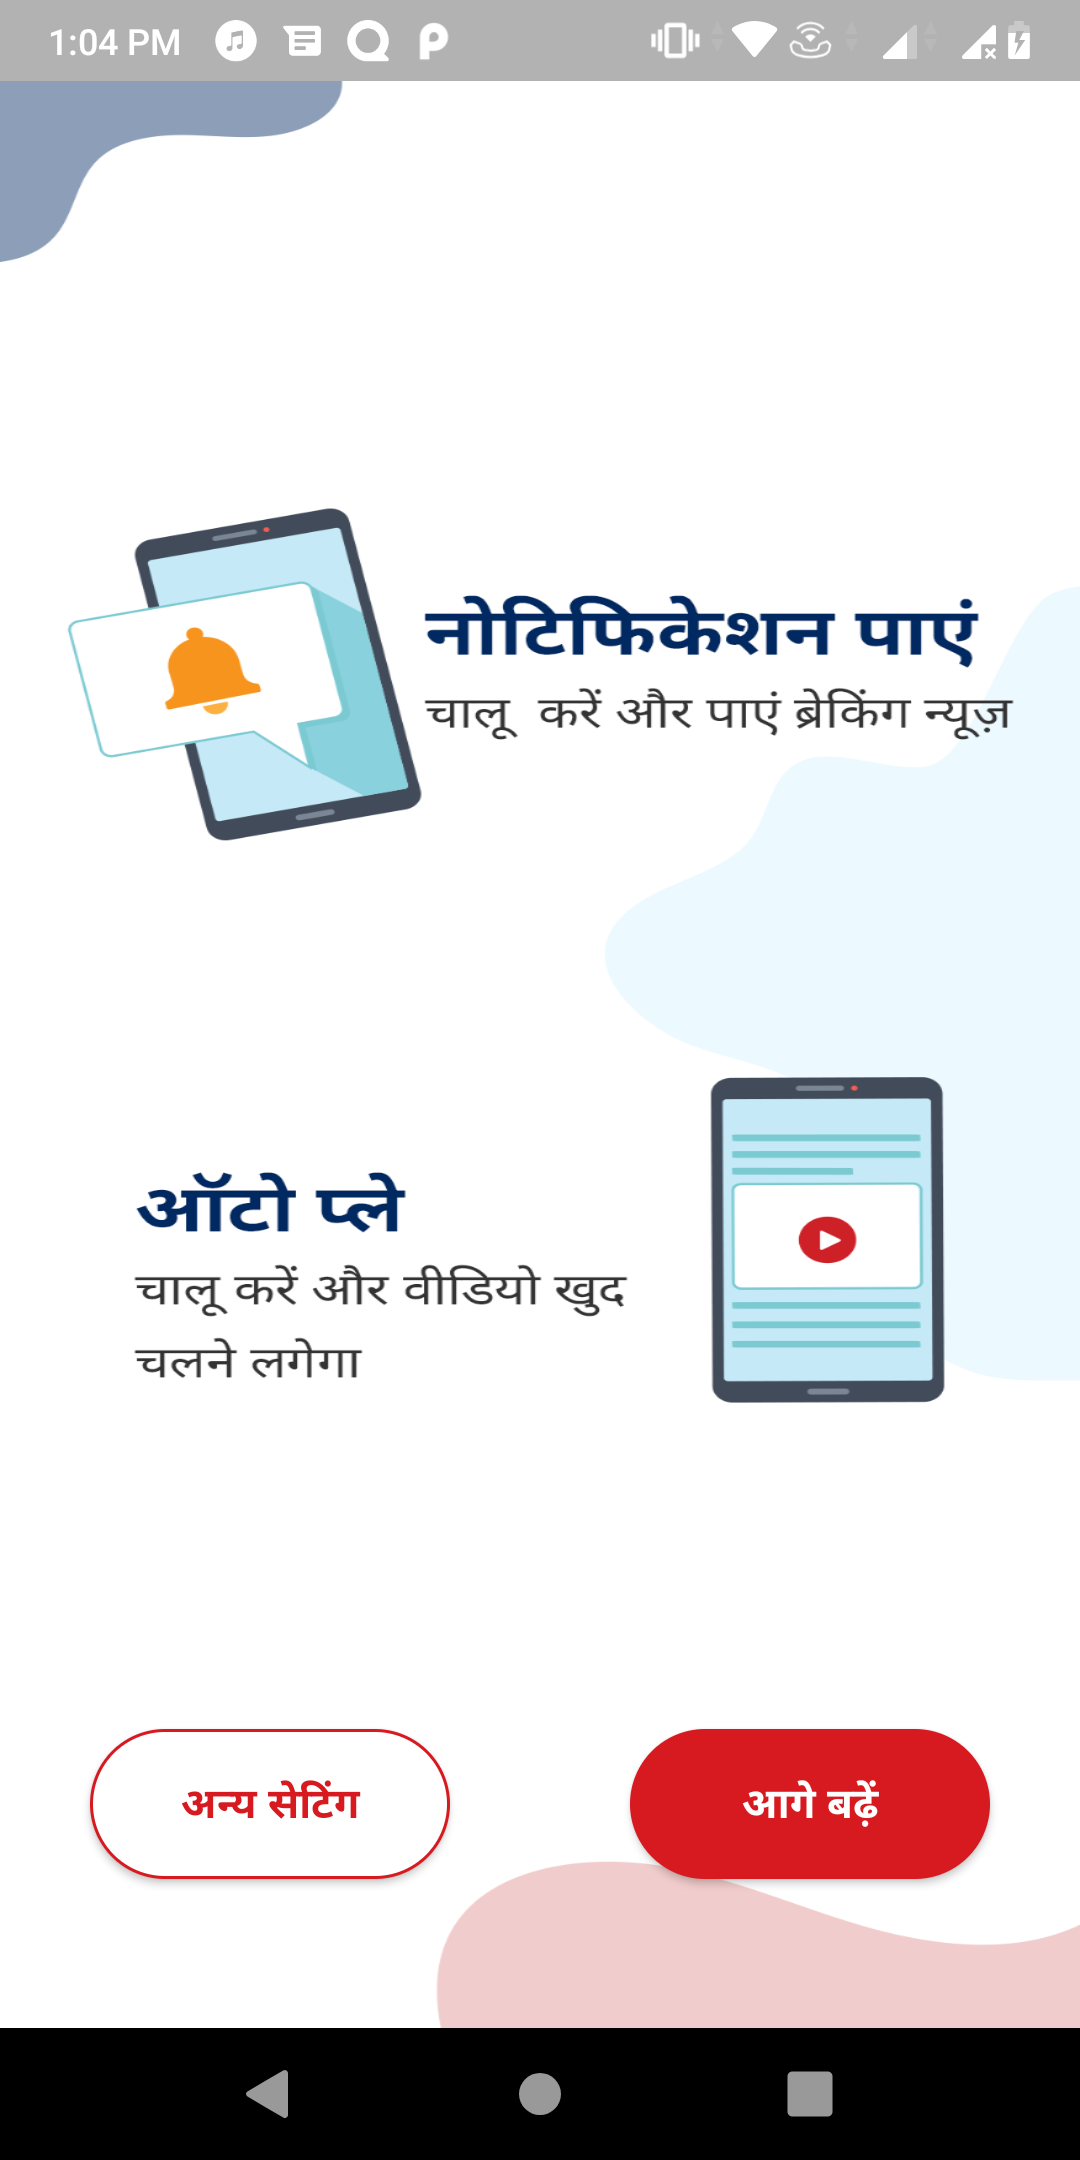 1:04 PM
नोटिफिकेशन पाएं
चालू करें और पाएं ब्रेकिंग न्यूज़
ऑटो प्ले
चालू करें और वीडियो खुद
चलने लगेगा
अन्य सेटिंग
आगे बढ़ें